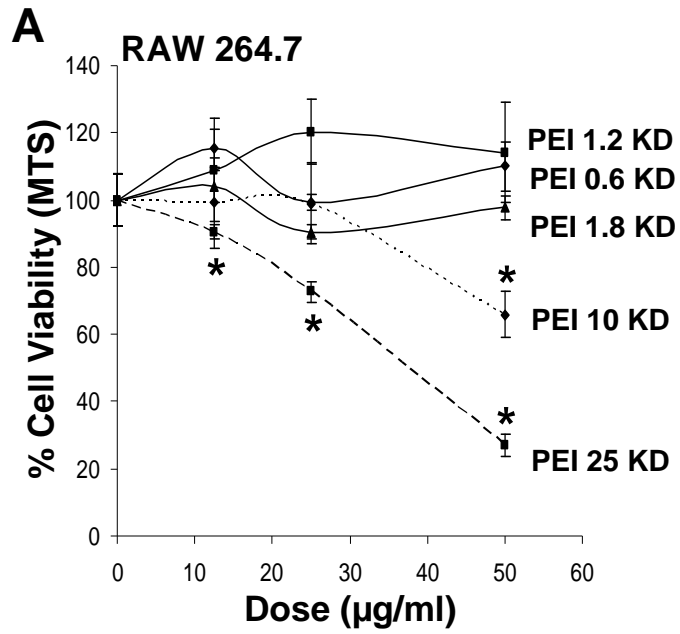 A
RAW 264.7
140
120
100
80
60
40
20
0
% Cell Viability (MTS)
PEI 1.2 KD
PEI 0.6 KD
PEI 1.8 KD
*
*
*
PEI 10 KD
*
PEI 25 KD
0 10 20 30 40 50 60
Dose (µg/ml)